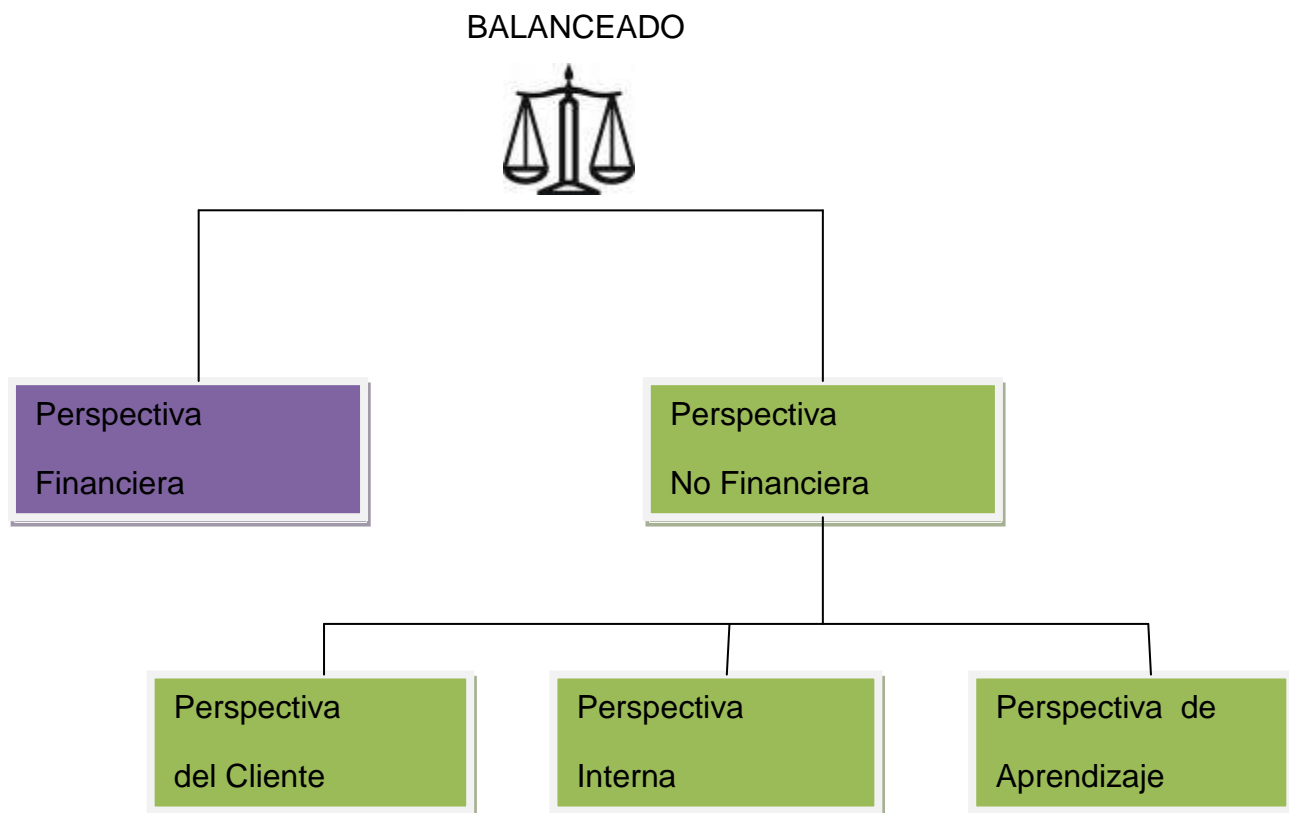 BALANCEADO
Perspectiva
Financiera
Perspectiva
No Financiera
Perspectiva
del Cliente
Perspectiva
Interna
Perspectiva de
Aprendizaje